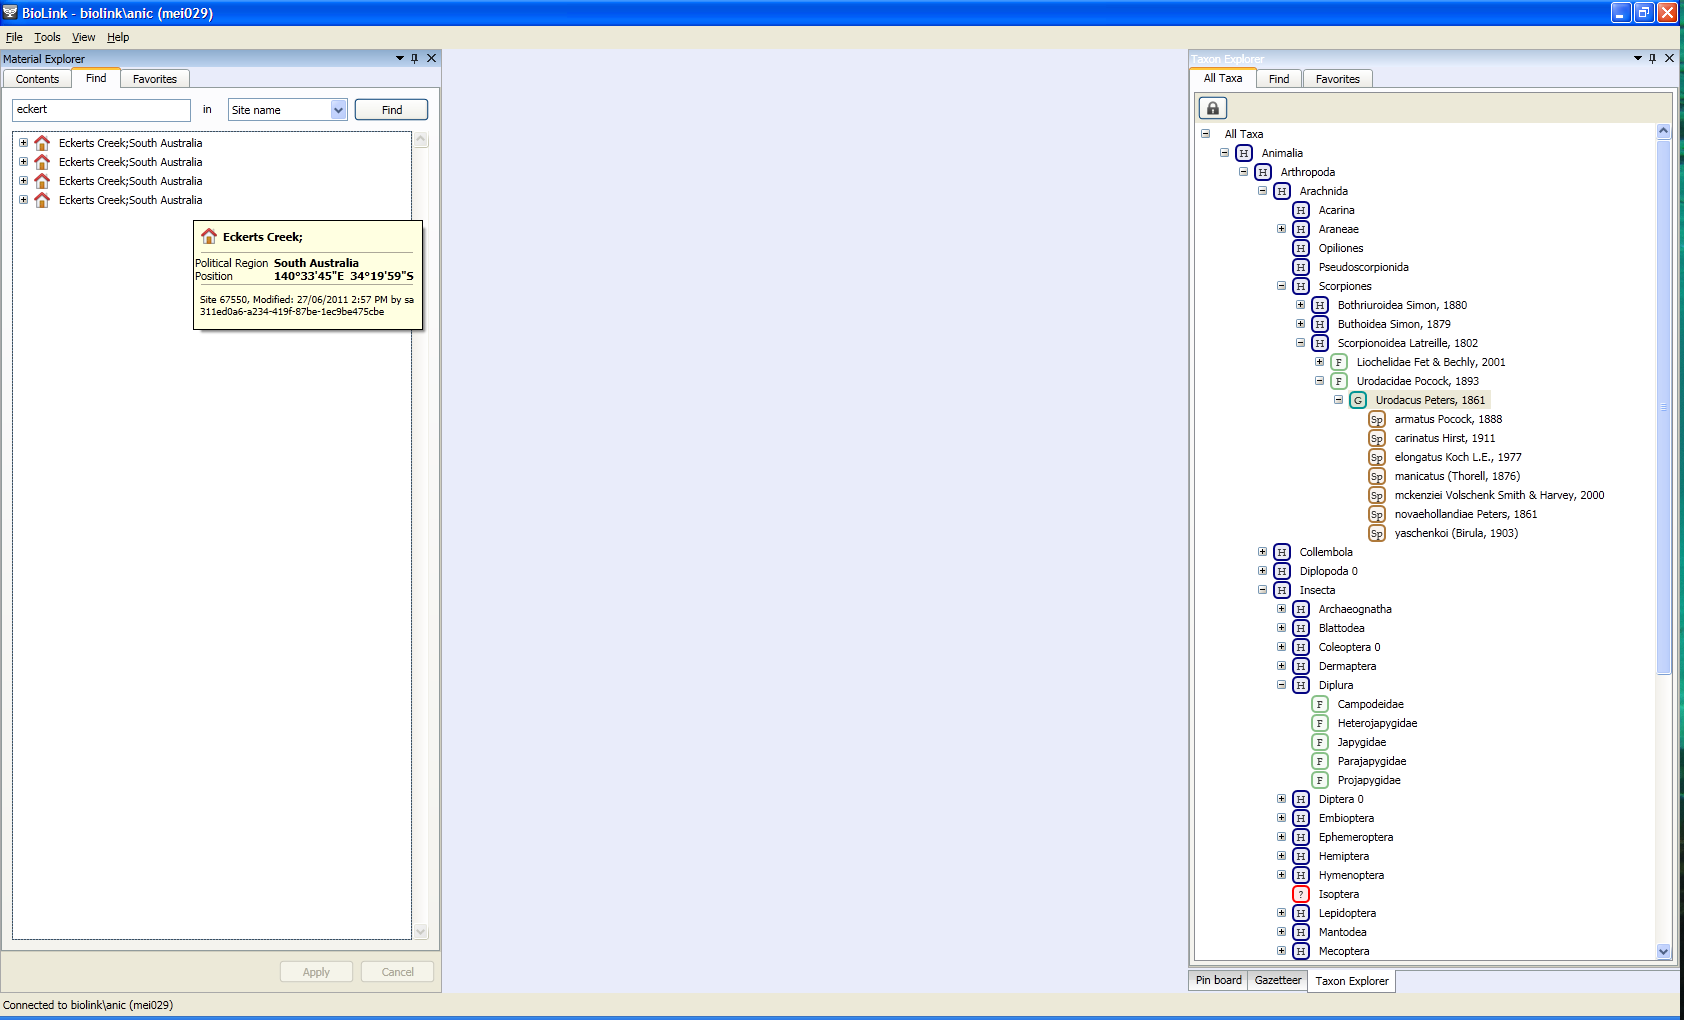 BioLink - biolink\anic (mei029)
File Tools View Help
Material Explorer
Contents Find Favorites
eckert in Site name Find
Eckerts Creek;South Australia
Eckerts Creek;South Australia
Eckerts Creek;South Australia
Eckerts Creek;South Australia
Eckerts Creek;
Political Region South Australia
Position 140°33'45"E 34°19'59"S
Site 67550, Modified: 27/06/2011 2:57 PM by sa
311ed0a6-a234-419f-87be-1ec9be475cbe
Apply Cancel
Taxon Explorer
All Taxa Find Favorites
All Taxa
H Animalia
H Arthropoda
H Arachnida
H Acarina
H Araneae
H Opiliones
H Pseudoscorpionida
H Scorpiones
H Bothriuroidea Simon, 1880
H Buthoidea Simon, 1879
H Scorpionoidea Latreille, 1802
F Liochelidae Fet & Bechly, 2001
F Urodacidae Pocock, 1893
G Urodacus Peters, 1861
Sp armatus Pocock, 1888
Sp carinatus Hirst, 1911
Sp elongatus Koch L.E., 1977
Sp manicatus (Thorell, 1876)
Sp mckenziei Volschenk Smith & Harvey, 2000
Sp novaehollandiae Peters, 1861
Sp yaschenkoi (Birula, 1903)
H Collembola
H Diplopoda 0
H Insecta
H Archaeognatha
H Blattodea
H Coleoptera 0
H Dermaptera
H Diplura
F Campodeidae
F Heterojapygidae
F Japygidae
F Parajapygidae
F Projapygidae
H Diptera 0
H Embioptera
H Ephemeroptera
H Hemiptera
H Hymenoptera
? Isoptera
H Lepidoptera
H Mantodea
H Mecoptera
Pin board Gazetteer Taxon Explorer
Connected to biolink\anic (mei029)